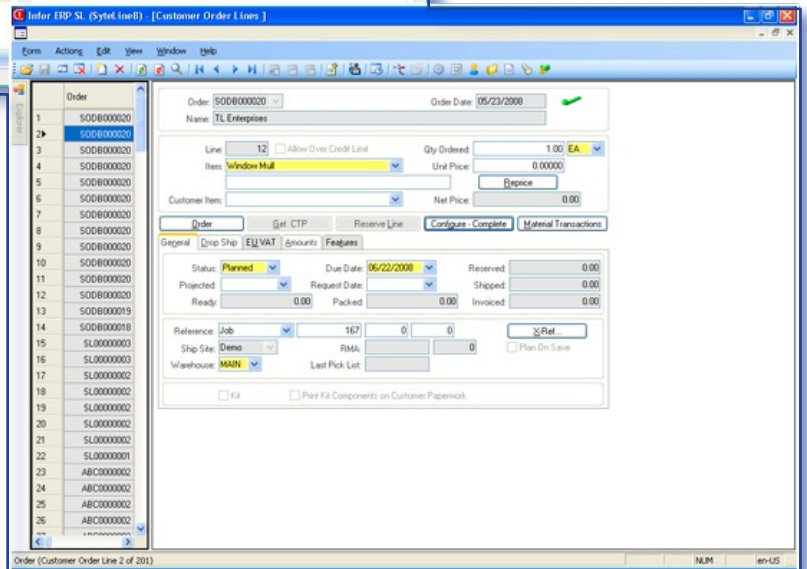 Infor ERP SL (SyteLine8) - [Customer Order Lines ]
Form Actions Edit View Window Help
Explorer
Order
1 SODB000020
2 SODB000020
3 SODB000020
4 SODB000020
5 SODB000020
6 SODB000020
7 SODB000020
8 SODB000020
9 SODB000020
10 SODB000020
11 SODB000020
12 SODB000020
13 SODB000019
14 SODB000018
15 SL00000003
16 SL00000003
17 SL00000002
18 SL00000002
19 SL00000002
20 SL00000002
21 SL00000002
22 SL00000001
23 ABC0000002
24 ABC0000002
25 ABC0000002
26 ABC0000002
27 ABC0000002
Order: SODB000020 Order Date: 05/23/2008
Name: TL Enterprises
Line: 12 Allow Over Credit Limit Qty Ordered: 1.00 EA
Item: Window Mull Unit Price: 0.00000
Reprice
Customer Item: Net Price: 0.00
Order Get CTP Reserve Line Configure - Complete Material Transactions
General Drop Ship EU VAT Amounts Features
Status: Planned Due Date: 06/22/2008 Reserved: 0.00
Projected: Request Date: Shipped: 0.00
Ready: 0.00 Packed: 0.00 Invoiced: 0.00
Reference: Job 167 0 0 X-Ref...
Ship Site: Demo RMA: 0 Plan On Save
Warehouse: MAIN Last Pick List:
Kit Print Kit Components on Customer Paperwork
Order (Customer Order Line 2 of 201) NUM en-US